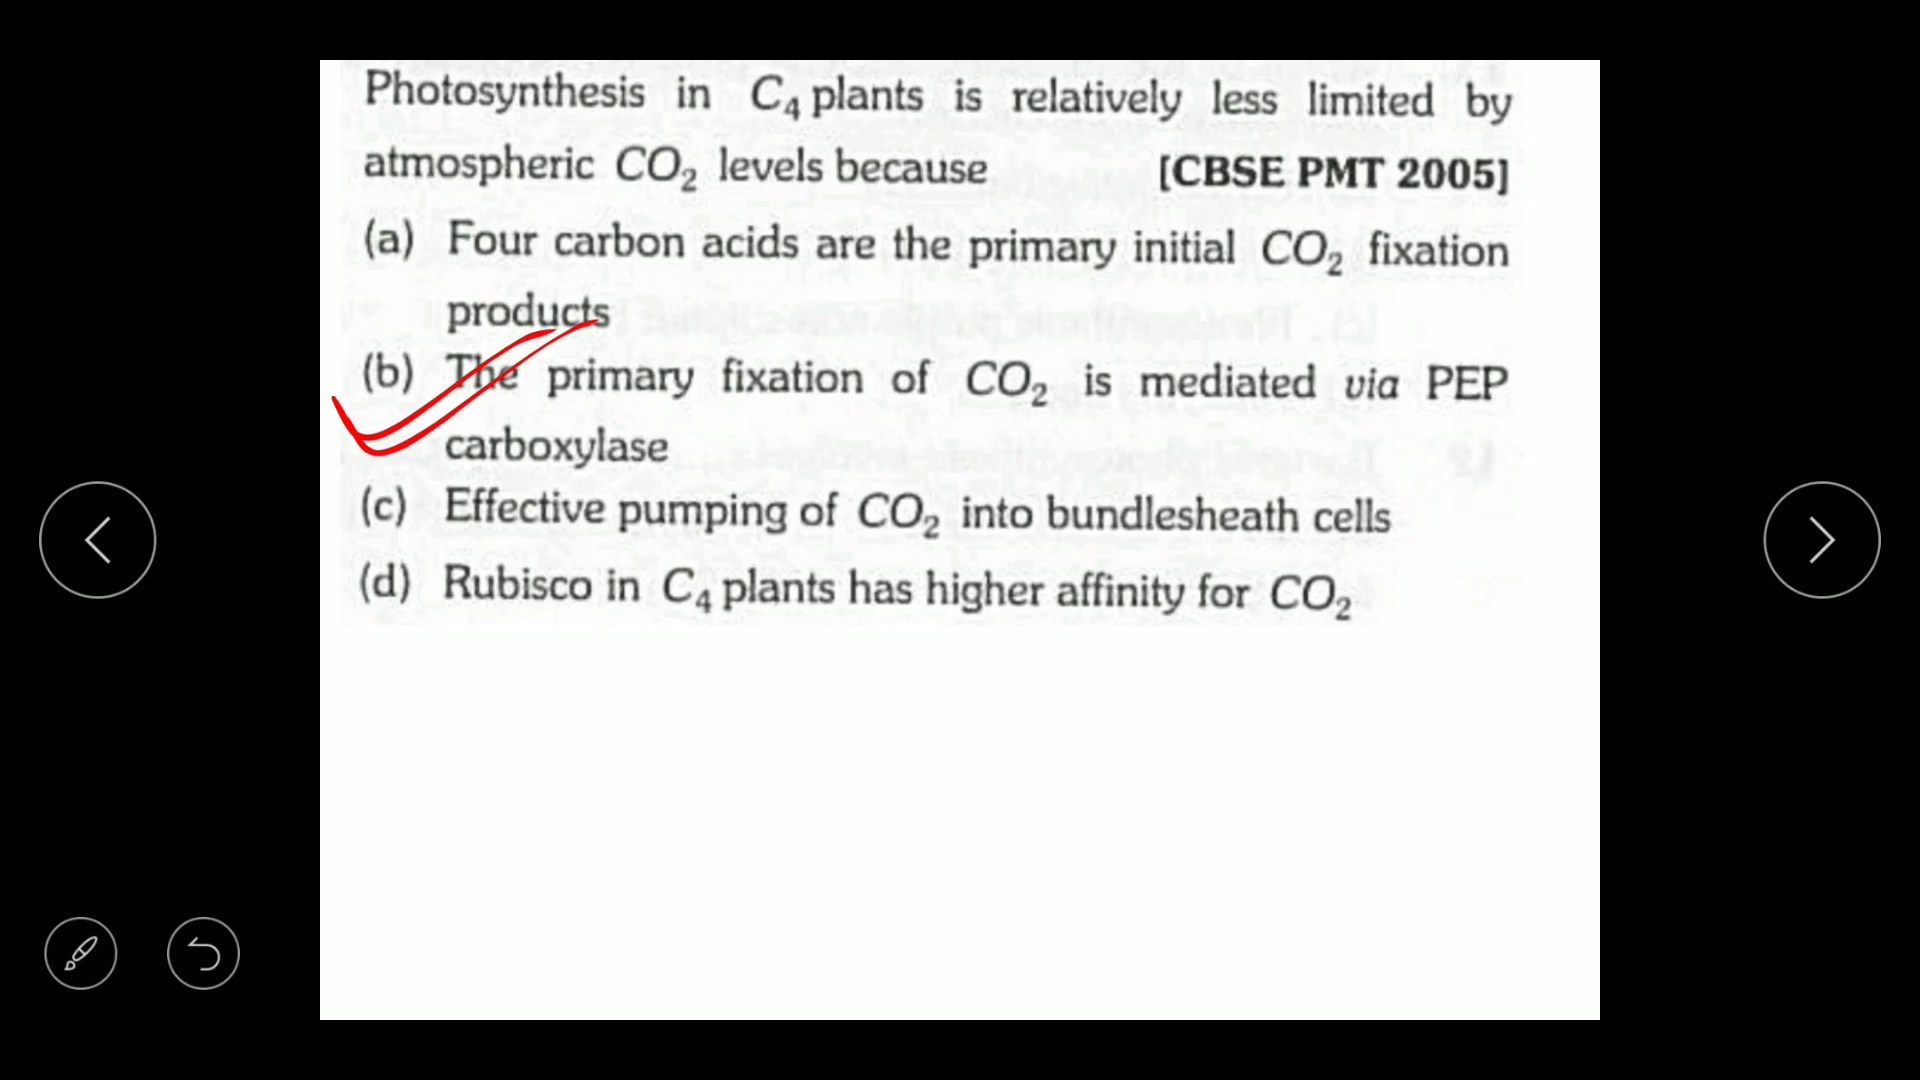 Photosynthesis in C₄ plants is relatively less limited by
atmospheric CO₂ levels because [CBSE PMT 2005]
(a) Four carbon acids are the primary initial CO₂ fixation
products
(b) The primary fixation of CO₂ is mediated via PEP
carboxylase
(c) Effective pumping of CO₂ into bundlesheath cells
(d) Rubisco in C₄ plants has higher affinity for CO₂